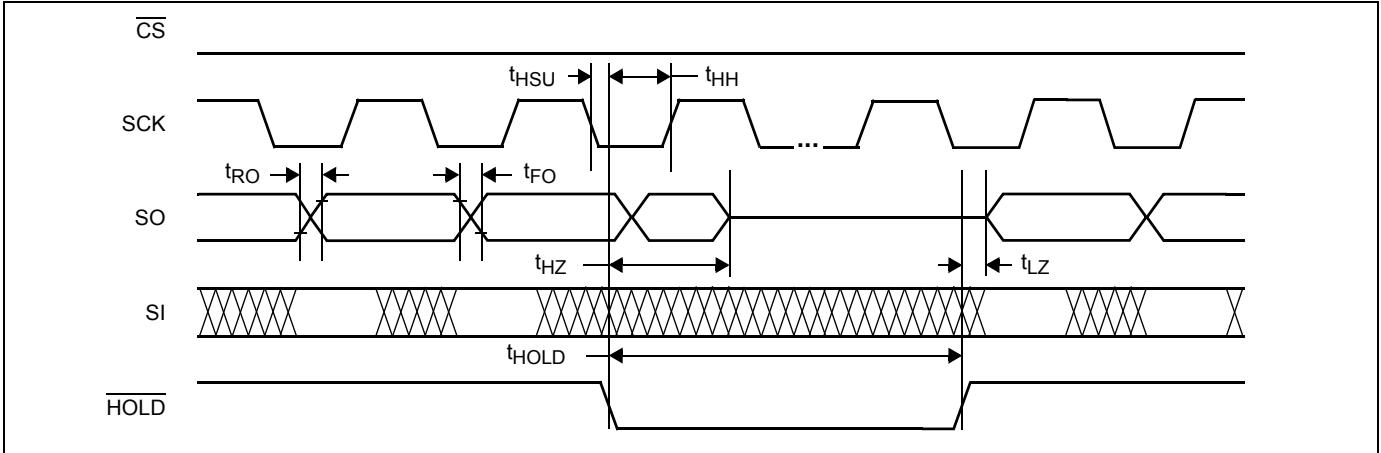 CS
tHSU
tHH
SCK
...
tRO
tFO
SO
tHZ
tLZ
SI
tHOLD
HOLD